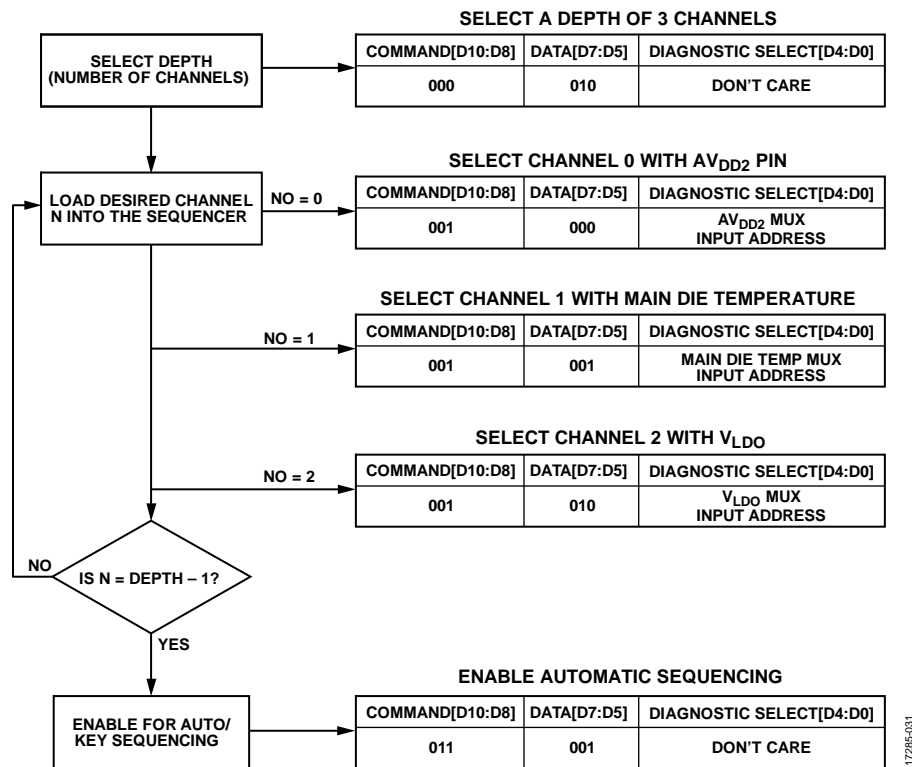 SELECT DEPTH
(NUMBER OF CHANNELS)
SELECT A DEPTH OF 3 CHANNELS
COMMAND[D10:D8] DATA[D7:D5] DIAGNOSTIC SELECT[D4:D0]
000 010 DON'T CARE
LOAD DESIRED CHANNEL
N INTO THE SEQUENCER
NO = 0
SELECT CHANNEL 0 WITH AVDD2 PIN
COMMAND[D10:D8] DATA[D7:D5] DIAGNOSTIC SELECT[D4:D0]
001 000 AVDD2 MUX
INPUT ADDRESS
NO = 1
SELECT CHANNEL 1 WITH MAIN DIE TEMPERATURE
COMMAND[D10:D8] DATA[D7:D5] DIAGNOSTIC SELECT[D4:D0]
001 001 MAIN DIE TEMP MUX
INPUT ADDRESS
NO = 2
SELECT CHANNEL 2 WITH VLDO
COMMAND[D10:D8] DATA[D7:D5] DIAGNOSTIC SELECT[D4:D0]
001 010 VLDO MUX
INPUT ADDRESS
NO
IS N = DEPTH – 1?
YES
ENABLE FOR AUTO/
KEY SEQUENCING
ENABLE AUTOMATIC SEQUENCING
COMMAND[D10:D8] DATA[D7:D5] DIAGNOSTIC SELECT[D4:D0]
011 001 DON'T CARE
17285-031